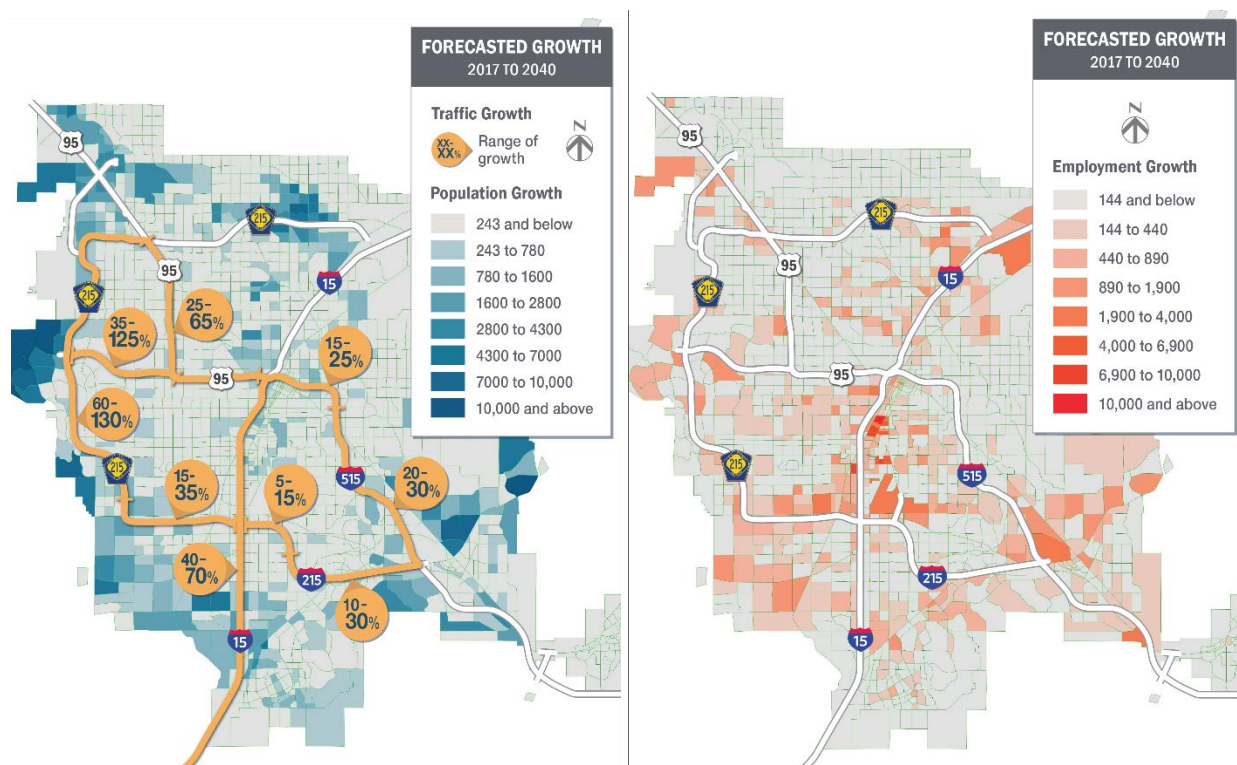 FORECASTED GROWTH
2017 TO 2040
Traffic Growth
XX-
XX%
Range of
growth
N
Population Growth
243 and below
243 to 780
780 to 1600
1600 to 2800
2800 to 4300
4300 to 7000
7000 to 10,000
10,000 and above
95
215
95
15
215
25-
65%
35-
125%
15-
25%
95
60-
130%
215
15-
35%
5-
15%
515
20-
30%
40-
70%
215
10-
30%
15
FORECASTED GROWTH
2017 TO 2040
N
Employment Growth
144 and below
144 to 440
440 to 890
890 to 1,900
1,900 to 4,000
4,000 to 6,900
6,900 to 10,000
10,000 and above
95
215
95
15
215
95
215
515
215
15